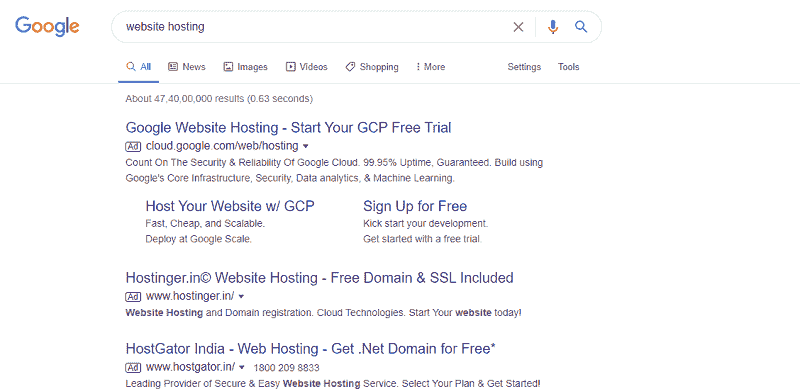 Google website hosting
All News Images Videos Shopping More Settings Tools
About 47,40,00,000 results (0.63 seconds)
Google Website Hosting - Start Your GCP Free Trial
Ad cloud.google.com/web/hosting
Count On The Security & Reliability Of Google Cloud. 99.95% Uptime, Guaranteed. Build using
Google's Core Infrastructure, Security, Data analytics, & Machine Learning.
Host Your Website w/ GCP Sign Up for Free
Fast, Cheap, and Scalable. Kick start your development.
Deploy at Google Scale. Get started with a free trial.
Hostinger.in© Website Hosting - Free Domain & SSL Included
Ad www.hostinger.in/
Website Hosting and Domain registration. Cloud Technologies. Start Your website today!
HostGator India - Web Hosting - Get .Net Domain for Free*
Ad www.hostgator.in/ 1800 209 8833
Leading Provider of Secure & Easy Website Hosting Service. Select Your Plan & Get Started!